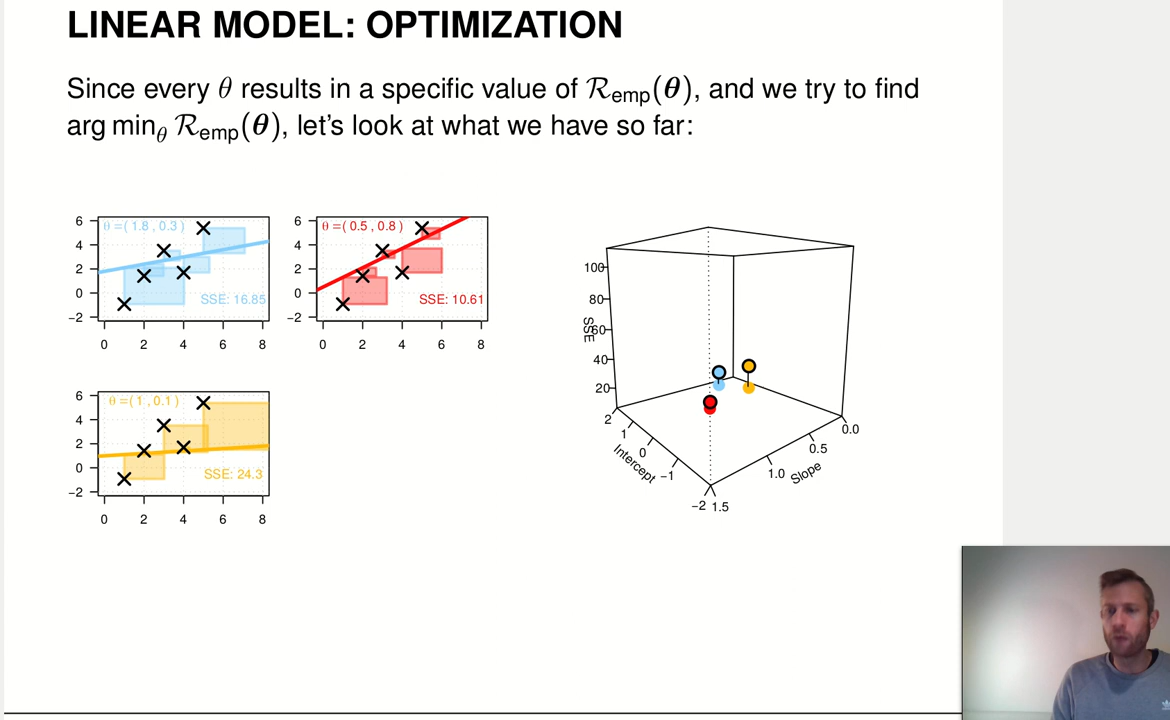 LINEAR MODEL: OPTIMIZATION
Since every θ results in a specific value of R_emp(θ), and we try to find
arg min_θ R_emp(θ), let's look at what we have so far:
6
4
2
0
−2
θ =( 1.8 , 0.3 )
SSE: 16.85
0 2 4 6 8
6
4
2
0
−2
θ =( 0.5 , 0.8 )
SSE: 10.61
0 2 4 6 8
6
4
2
0
−2
θ =( 1 , 0.1 )
SSE: 24.3
0 2 4 6 8
100
80
60
40
20
SSE
2
1
0
−1
−2
Intercept
1.5
1.0
0.5
0.0
Slope